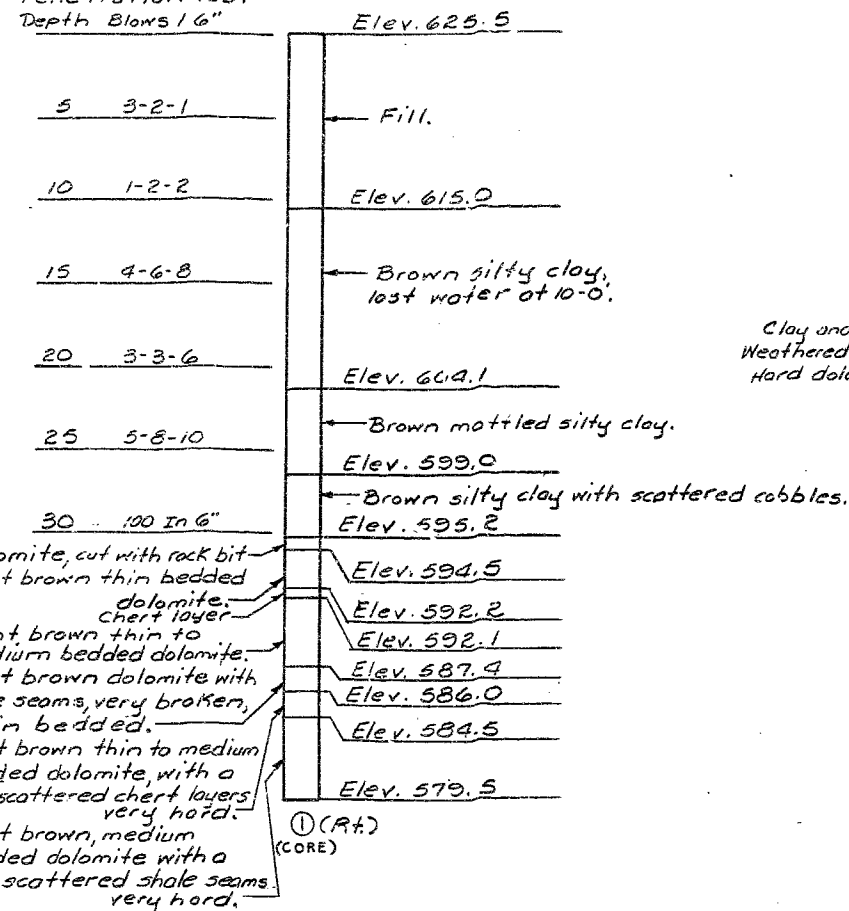 Depth Blows / 6"
Elev. 625.5
5 3-2-1
Fill.
10 1-2-2
Elev. 615.0
15 4-6-8
Brown silty clay,
lost water at 10-0'.
20 3-3-6
Elev. 604.1
Clay and
Weathered
Hard dolo
25 5-8-10
Brown mottled silty clay.
Elev. 599.0
Brown silty clay with scattered cobbles.
30 100 In 6"
Elev. 595.2
omite, cut with rock bit
t brown thin bedded
dolomite.
Elev. 594.5
chert layer
Elev. 592.2
t brown thin to
dium bedded dolomite.
Elev. 592.1
t brown dolomite with
e seams, very broken,
in bedded.
Elev. 587.4
Elev. 586.0
t brown thin to medium
ded dolomite, with a
scattered chert layers
very hard.
Elev. 584.5
Elev. 579.5
t brown, medium
ded dolomite with a
scattered shale seams
very hard.
1 (Rt.)
(CORE)